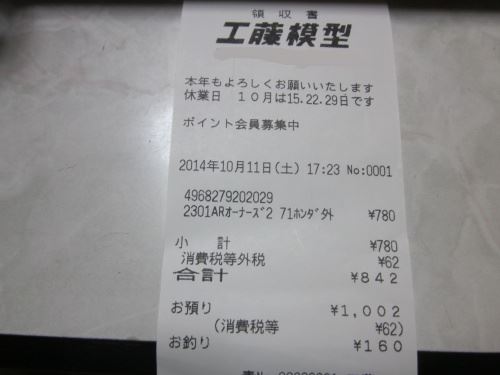 領収書
工藤模型
本年もよろしくお願いいたします
休業日 10月は15.22.29日です
ポイント会員募集中
2014年10月11日(土) 17:23 No:0001
4968279202029
2301ARｵｰﾅｰｽﾞ2 71ﾎﾝﾀﾞ外 ¥780
小 計 ¥780
消費税等外税 ¥62
合計 ¥842
お預り ¥1,002
(消費税等 ¥62)
お釣り ¥160